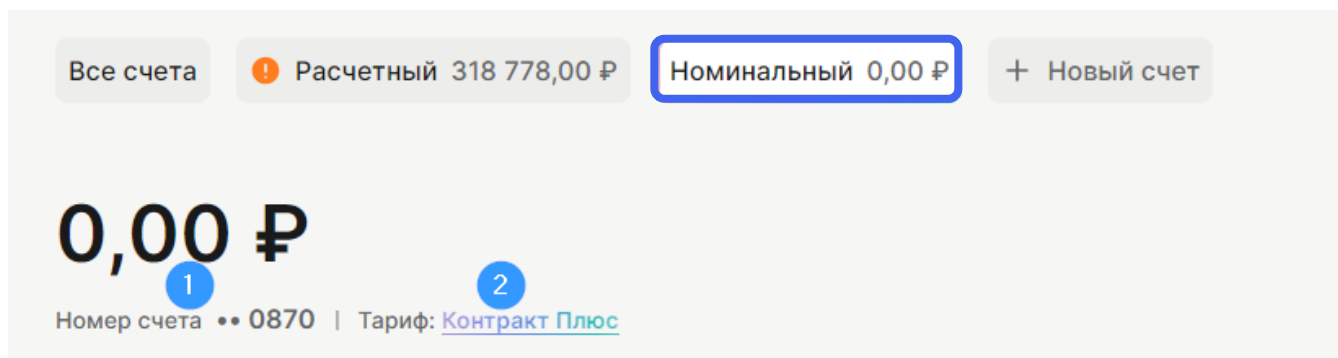 Все счета ! Расчетный 318 778,00 ₽ Номинальный 0,00 ₽ + Новый счет
0,00 ₽
1 2
Номер счета •• 0870 | Тариф: Контракт Плюс